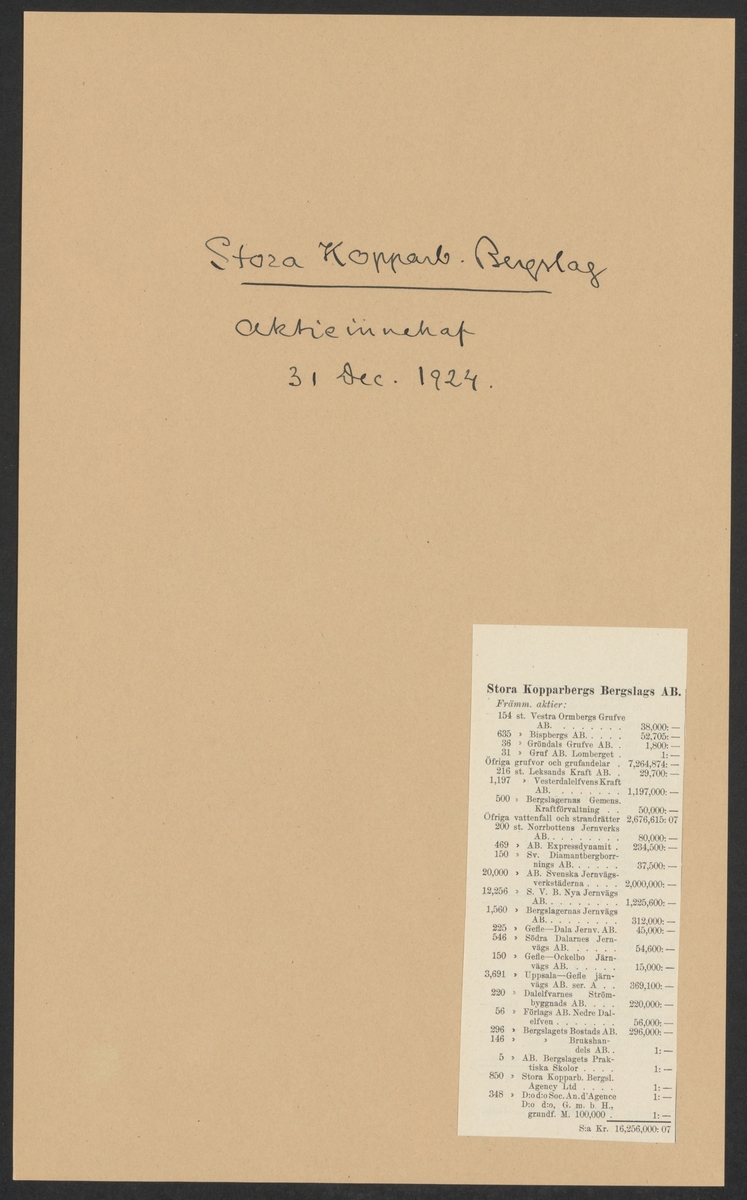 Stora Kopparb. Bergslag
Aktieinnehaf
31 Dec. 1924.
Stora Kopparbergs Bergslags AB.
Främm. aktier:
154 st. Vestra Ormbergs Grufve
AB. . . . . . . . 38,000: —
635 » Bispbergs AB. . . . . 52,705: —
36 » Gröndals Grufve AB. . 1,800: —
31 » Gruf AB. Lomberget . 1: —
Öfriga grufvor och grufandelar . 7,264,874: —
216 st. Leksands Kraft AB. . 29,700: —
1,197 » Vesterdalelfvens Kraft
AB. . . . . . . . . 1,197,000: —
500 » Bergslagernas Gemens.
Kraftförvaltning . . 50,000: —
Öfriga vattenfall och strandrätter 2,676,615: 07
200 st. Norrbottens Jernverks
AB. . . . . . . . . 80,000: —
469 » AB. Expressdynamit . 234,500: —
150 » Sv. Diamantbergborr-
nings AB. . . . . . 37,500: —
20,000 » AB. Svenska Jernvägs-
verkstäderna . . . . 2,000,000: —
12,256 » S. V. B. Nya Jernvägs
AB. . . . . . . . . 1,225,600: —
1,560 » Bergslagernas Jernvägs
AB. . . . . . . . . 312,000: —
225 » Gefle—Dala Jernv. AB. 45,000: —
546 » Södra Dalarnes Jern-
vägs AB. . . . . . 54,600: —
150 » Gefle—Ockelbo Järn-
vägs AB. . . . . . 15,000: —
3,691 » Uppsala—Gefle järn-
vägs AB. ser. A . . 369,100: —
220 » Dalelfvarnes Ström-
byggnads AB. . . . 220,000: —
56 » Förlags AB. Nedre Dal-
elfven . . . . . . . 56,000: —
296 » Bergslagets Bostads AB. 296,000: —
146 » » Brukshan-
dels AB. . 1: —
5 » AB. Bergslagets Prak-
tiska Skolor . . . . 1: —
850 » Stora Kopparb. Bergsl.
Agency Ltd . . . . 1: —
348 » D:o d:o Soc. An. d'Agence 1: —
D:o d:o, G. m. b. H.,
grundf. M. 100,000 . 1: —
S:a Kr. 16,256,000: 07